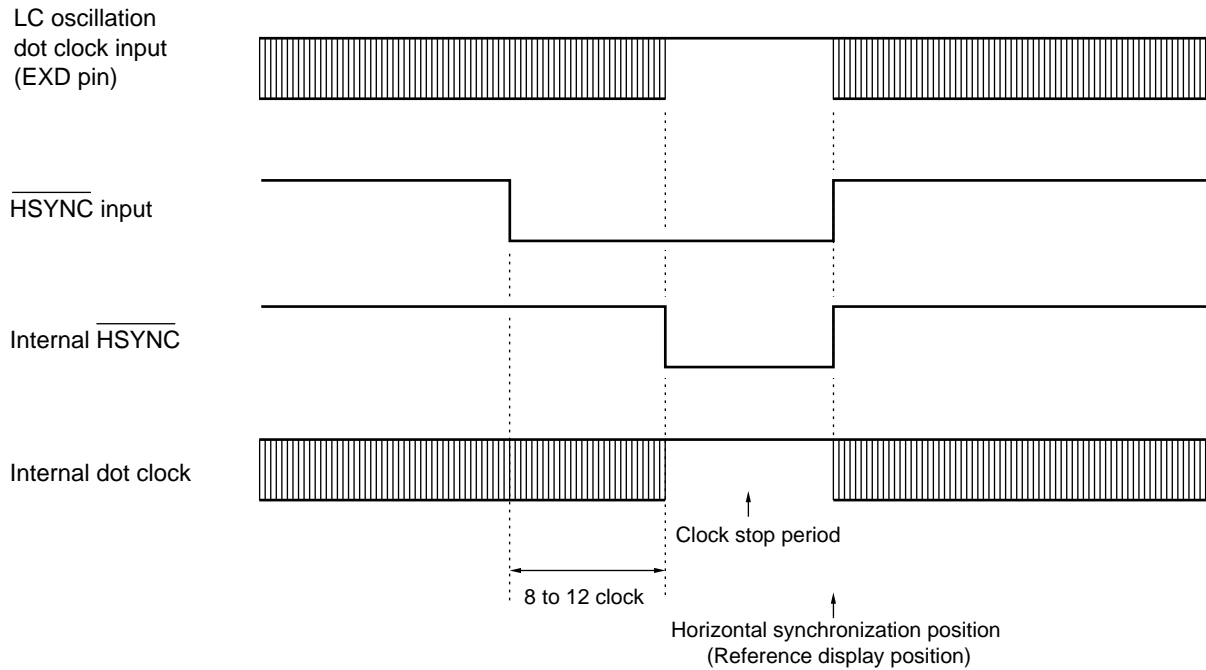 LC oscillation
dot clock input
(EXD pin)
HSYNC input
Internal HSYNC
Internal dot clock
Clock stop period
8 to 12 clock
Horizontal synchronization position
(Reference display position)